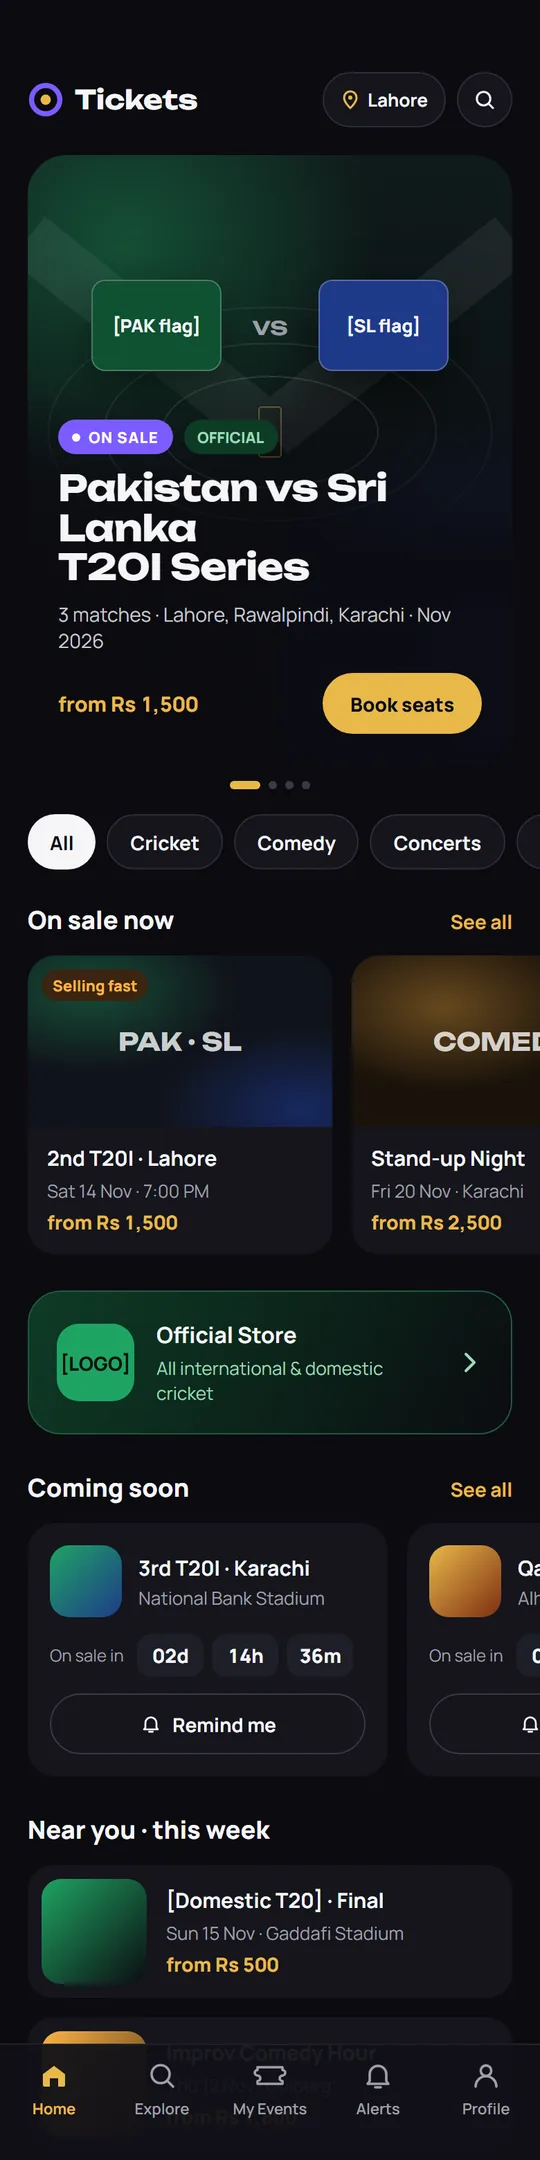 Tickets
Lahore
[PAK flag]
VS
[SL flag]
ON SALE
OFFICIAL
Pakistan vs Sri
Lanka
T20I Series
3 matches · Lahore, Rawalpindi, Karachi · Nov
2026
from Rs 1,500
Book seats
All
Cricket
Comedy
Concerts
On sale now
See all
Selling fast
PAK · SL
COMED
2nd T20I · Lahore
Sat 14 Nov · 7:00 PM
from Rs 1,500
Stand-up Night
Fri 20 Nov · Karachi
from Rs 2,500
[LOGO]
Official Store
All international & domestic
cricket
Coming soon
See all
3rd T20I · Karachi
National Bank Stadium
On sale in
02d
14h
36m
Remind me
Qa
Alh
On sale in
0
Near you · this week
[Domestic T20] · Final
Sun 15 Nov · Gaddafi Stadium
from Rs 500
Improv Comedy Hour
Home
Explore
My Events
Alerts
Profile